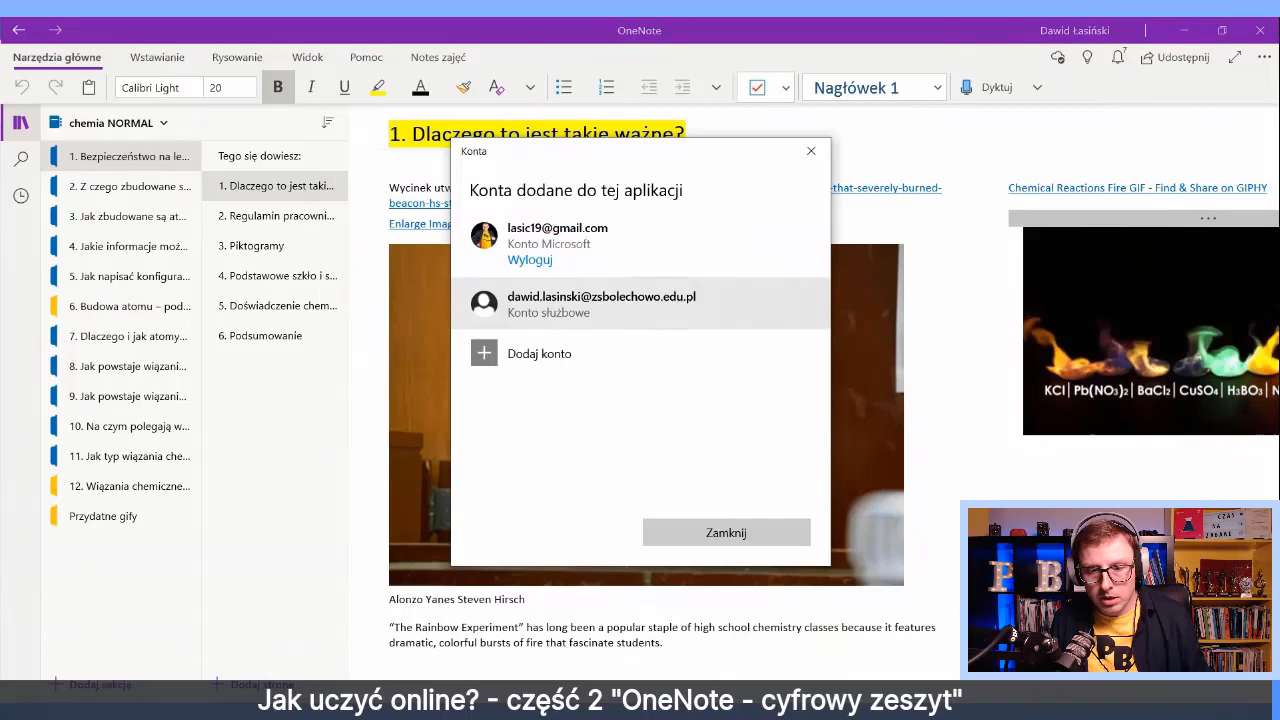 OneNote
Dawid Łasiński
Narzędzia główne
Wstawianie
Rysowanie
Widok
Pomoc
Notes zajęć
7
Udostępnij
Calibri Light
20
B
I
U
A
A
Nagłówek 1
Dyktuj
chemia NORMAL
1. Bezpieczeństwo na le...
2. Z czego zbudowane s...
3. Jak zbudowane są at...
4. Jakie informacje moż...
5. Jak napisać konfigura...
6. Budowa atomu – pod...
7. Dlaczego i jak atomy...
8. Jak powstaje wiązani...
9. Jak powstaje wiązani...
10. Na czym polegają w...
11. Jak typ wiązania che...
12. Wiązania chemiczne...
Przydatne gify
Dodaj sekcję
Tego się dowiesz:
1. Dlaczego to jest taki...
2. Regulamin pracowni...
3. Piktogramy
4. Podstawowe szkło i s...
5. Doświadczenie chem...
6. Podsumowanie
Dodaj stronę
1. Dlaczego to jest takie ważne?
Wycinek utw
-that-severely-burned-
beacon-hs-st
Enlarge Imag
Konta
Konta dodane do tej aplikacji
lasic19@gmail.com
Konto Microsoft
Wyloguj
dawid.lasinski@zsbolechowo.edu.pl
Konto służbowe
Dodaj konto
Zamknij
Chemical Reactions Fire GIF - Find & Share on GIPHY
KCl| Pb(NO₃)₂| BaCl₂| CuSO₄| H₃BO₃| N
Alonzo Yanes Steven Hirsch
“The Rainbow Experiment” has long been a popular staple of high school chemistry classes because it features
dramatic, colorful bursts of fire that fascinate students.
CZAS
NA
ZADANIE
P B
PB
Jak uczyć online? - część 2 "OneNote - cyfrowy zeszyt"